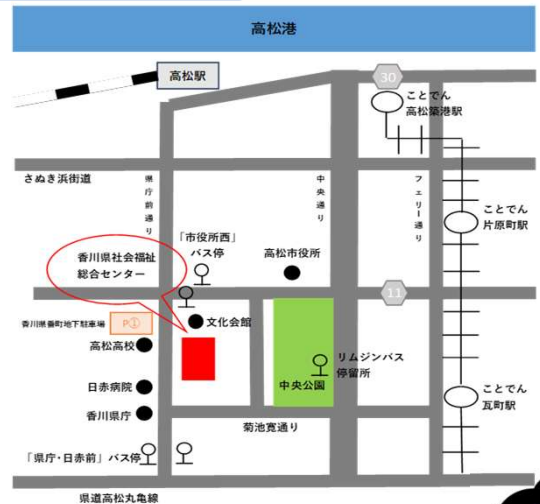 高松港
高松駅
30
ことでん
高松築港駅
さぬき浜街道
県庁前通り
中央通り
フェリー通り
ことでん
片原町駅
「市役所西」
バス停
高松市役所
香川県社会福祉
総合センター
11
香川県番町地下駐車場
P①
文化会館
高松高校
リムジンバス
停留所
中央公園
日赤病院
ことでん
瓦町駅
香川県庁
菊池寛通り
「県庁・日赤前」バス停
県道高松丸亀線